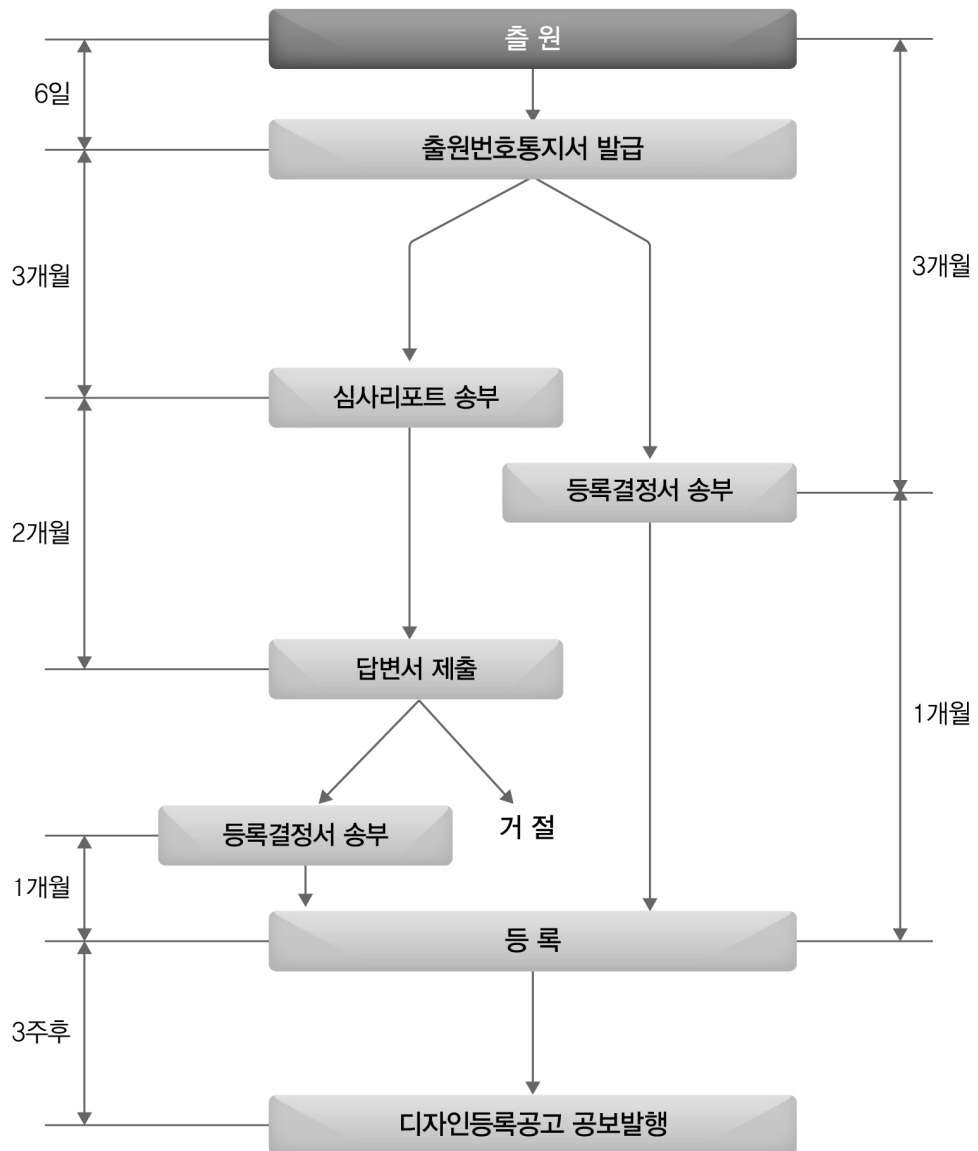 출 원
6일
출원번호통지서 발급
3개월
3개월
심사리포트 송부
등록결정서 송부
2개월
답변서 제출
1개월
등록결정서 송부
거 절
1개월
등 록
3주후
디자인등록공고 공보발행